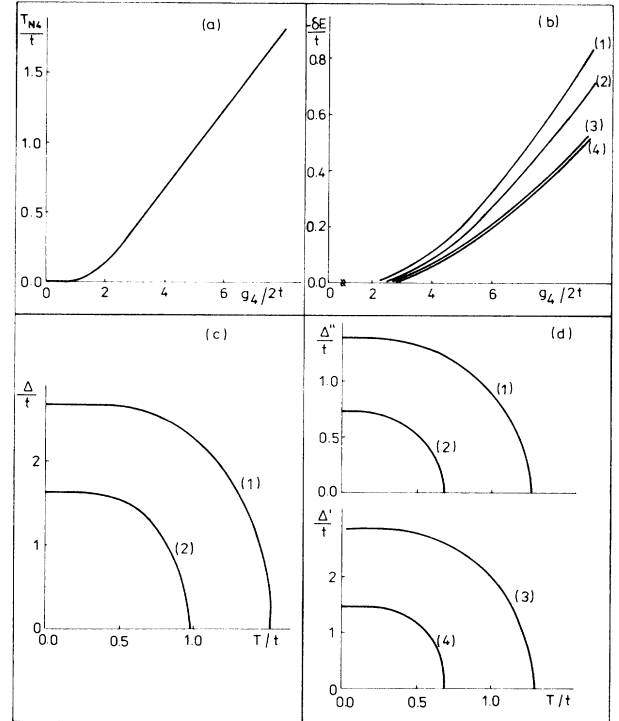 T_N4/t
(a)
1.5
1.0
0.5
0.0
0 2 4 6 g₄/2t
-δE/t
(b)
0.8
0.6
0.4
0.2
0.0
(1)
(2)
(3)
(4)
0 2 4 6 g₄/2t
(c)
Δ/t
2
1
0
(1)
(2)
0.0 0.5 1.0 T/t
(d)
Δ''/t
1.0
0.5
0.0
(1)
(2)
Δ'/t
2
1
0
(3)
(4)
0.0 0.5 1.0 T/t